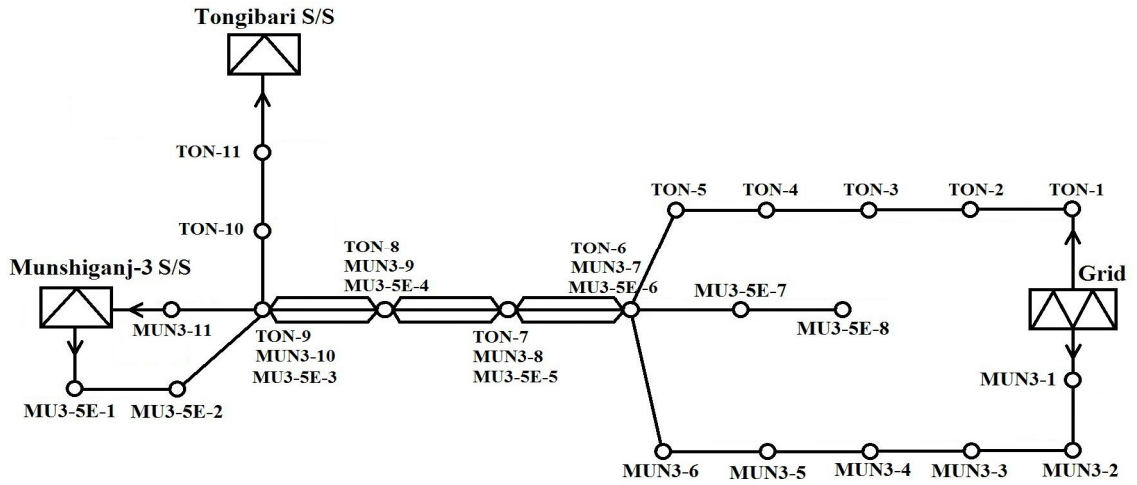 Tongibari S/S
TON-11
TON-5
TON-4
TON-3
TON-2
TON-1
TON-10
TON-8
MUN3-9
MU3-5E-4
TON-6
MUN3-7
MU3-5E-6
Munshiganj-3 S/S
Grid
MU3-5E-7
MU3-5E-8
MUN3-11
TON-9
MUN3-10
MU3-5E-3
TON-7
MUN3-8
MU3-5E-5
MUN3-1
MU3-5E-1
MU3-5E-2
MUN3-6
MUN3-5
MUN3-4
MUN3-3
MUN3-2